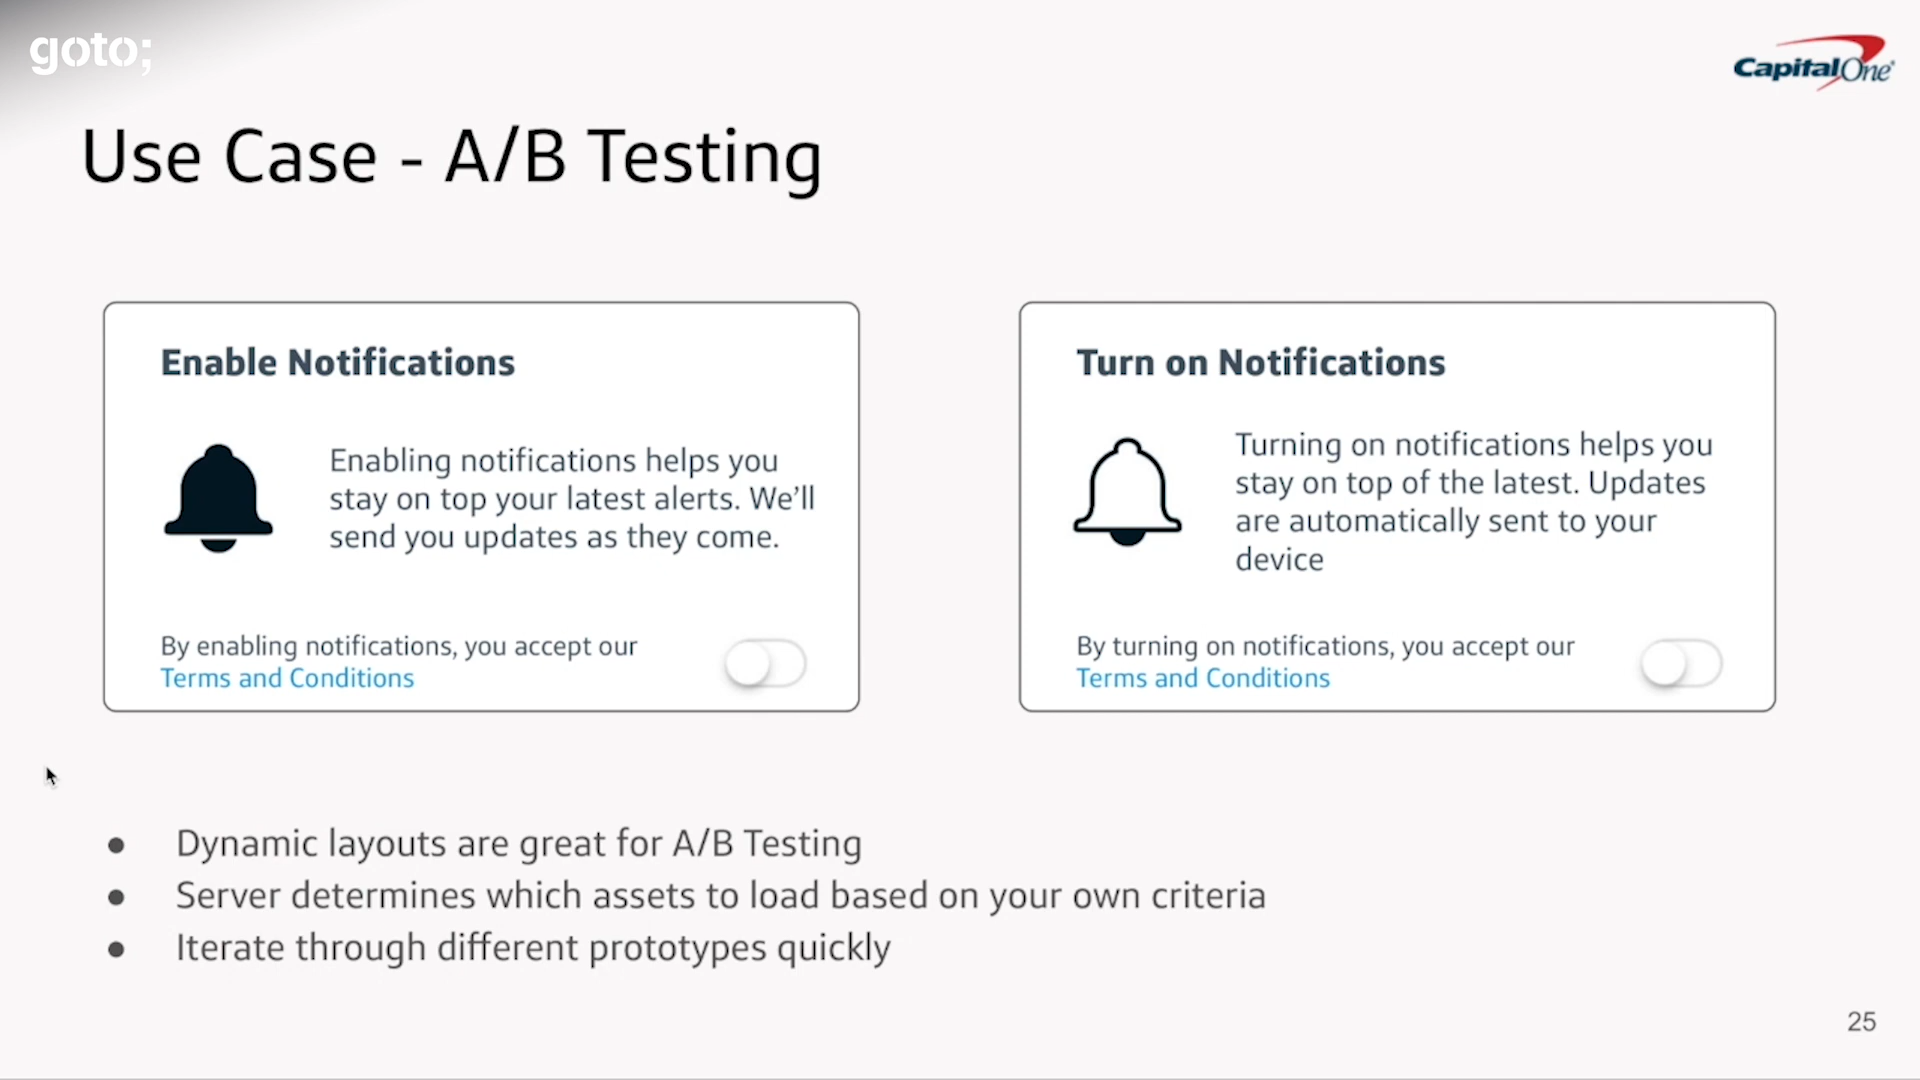 goto;
CapitalOne
Use Case - A/B Testing
Enable Notifications
Enabling notifications helps you
stay on top your latest alerts. We’ll
send you updates as they come.
By enabling notifications, you accept our
Terms and Conditions
Turn on Notifications
Turning on notifications helps you
stay on top of the latest. Updates
are automatically sent to your
device
By turning on notifications, you accept our
Terms and Conditions
● Dynamic layouts are great for A/B Testing
● Server determines which assets to load based on your own criteria
● Iterate through different prototypes quickly
25